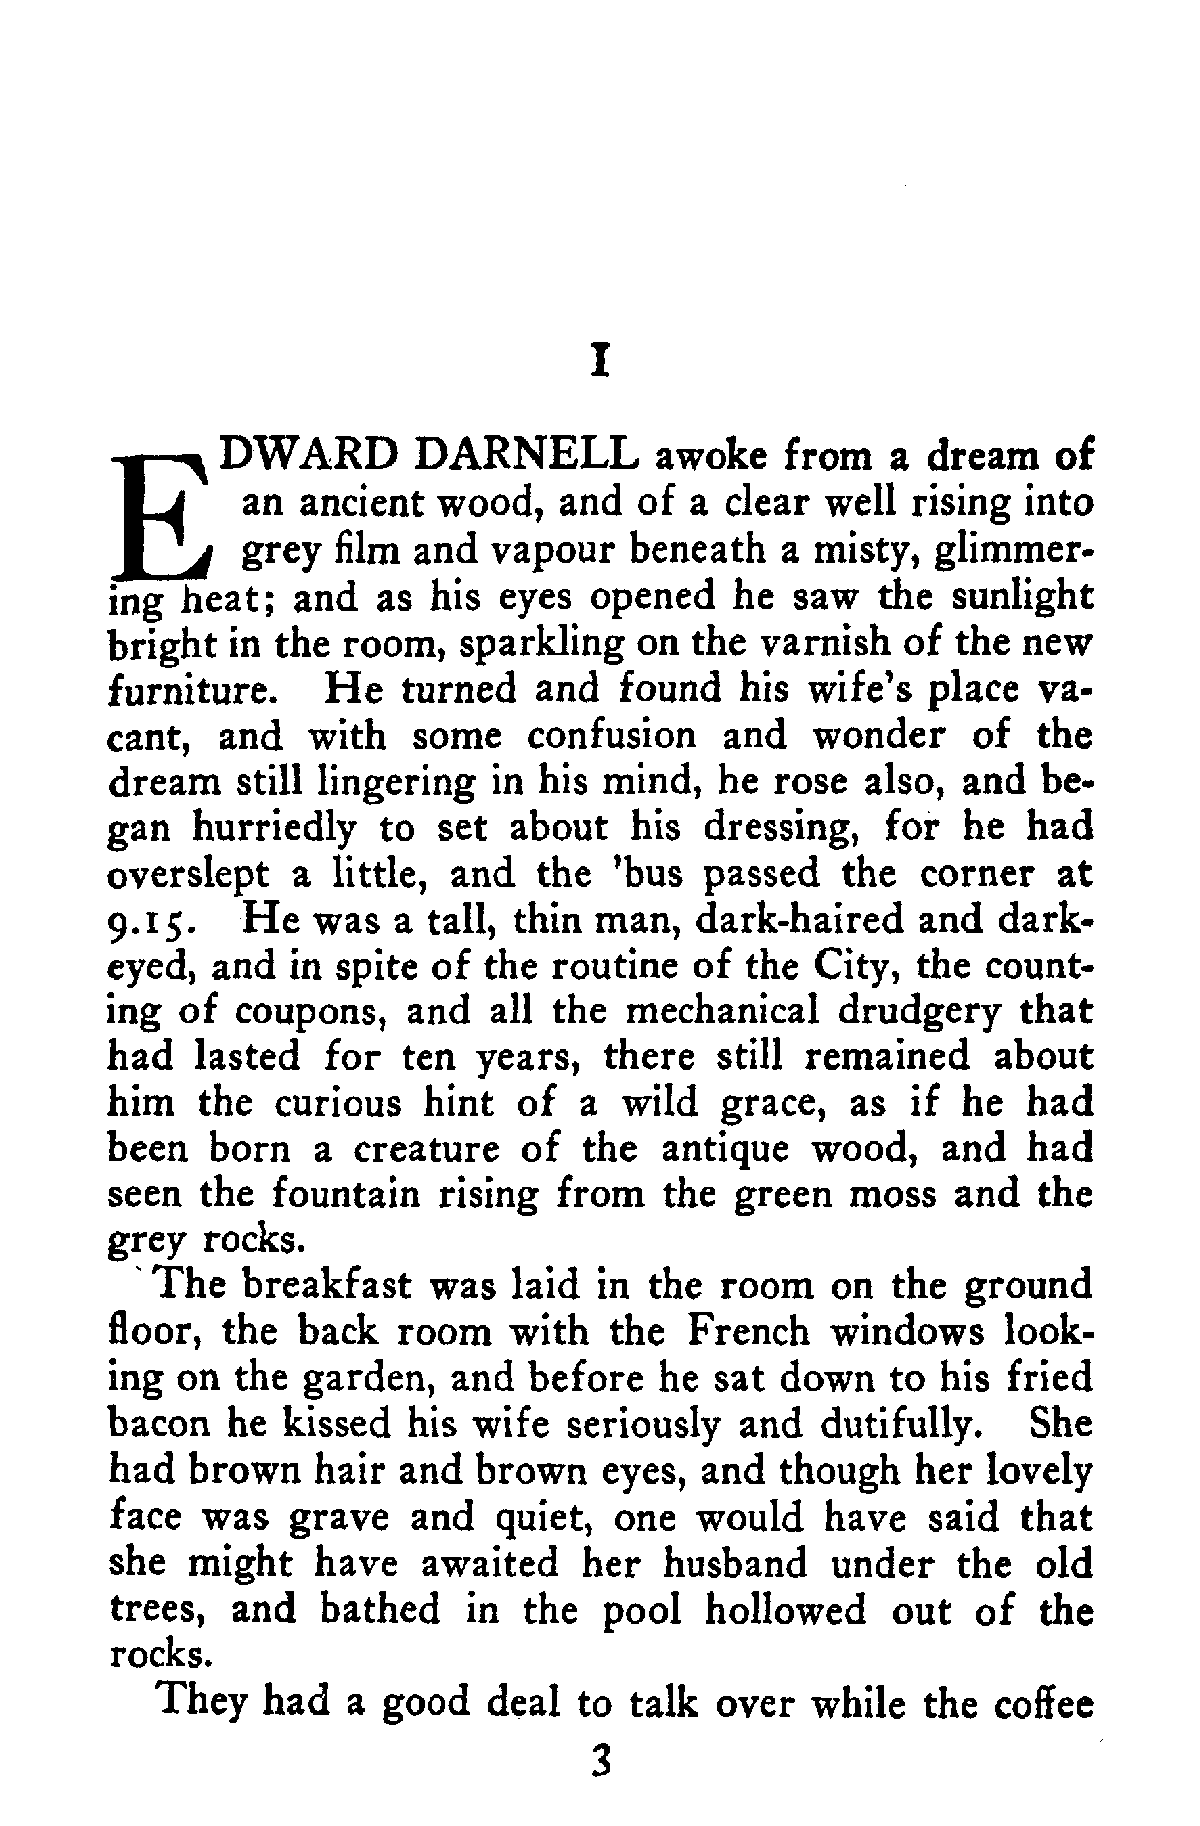 I
EDWARD DARNELL awoke from a dream of
an ancient wood, and of a clear well rising into
grey film and vapour beneath a misty, glimmer-
ing heat; and as his eyes opened he saw the sunlight
bright in the room, sparkling on the varnish of the new
furniture. He turned and found his wife's place va-
cant, and with some confusion and wonder of the
dream still lingering in his mind, he rose also, and be-
gan hurriedly to set about his dressing, for he had
overslept a little, and the 'bus passed the corner at
9.15. He was a tall, thin man, dark-haired and dark-
eyed, and in spite of the routine of the City, the count-
ing of coupons, and all the mechanical drudgery that
had lasted for ten years, there still remained about
him the curious hint of a wild grace, as if he had
been born a creature of the antique wood, and had
seen the fountain rising from the green moss and the
grey rocks.
The breakfast was laid in the room on the ground
floor, the back room with the French windows look-
ing on the garden, and before he sat down to his fried
bacon he kissed his wife seriously and dutifully. She
had brown hair and brown eyes, and though her lovely
face was grave and quiet, one would have said that
she might have awaited her husband under the old
trees, and bathed in the pool hollowed out of the
rocks.
They had a good deal to talk over while the coffee
3